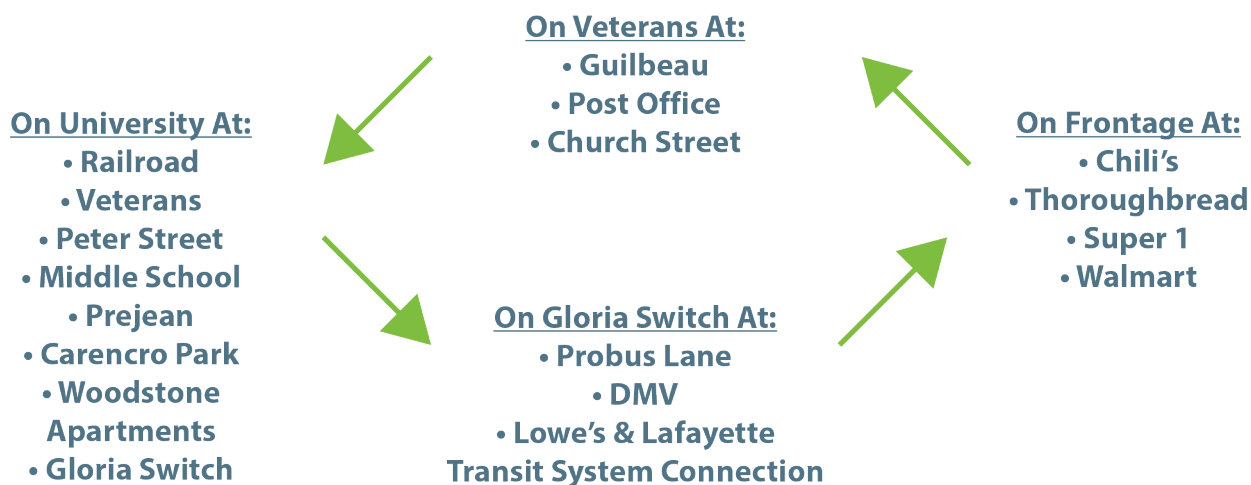 On Veterans At:
• Guilbeau
• Post Office
• Church Street
On University At:
• Railroad
• Veterans
• Peter Street
• Middle School
• Prejean
• Carencro Park
• Woodstone
Apartments
• Gloria Switch
On Gloria Switch At:
• Probus Lane
• DMV
• Lowe’s & Lafayette
Transit System Connection
On Frontage At:
• Chili’s
• Thoroughbread
• Super 1
• Walmart